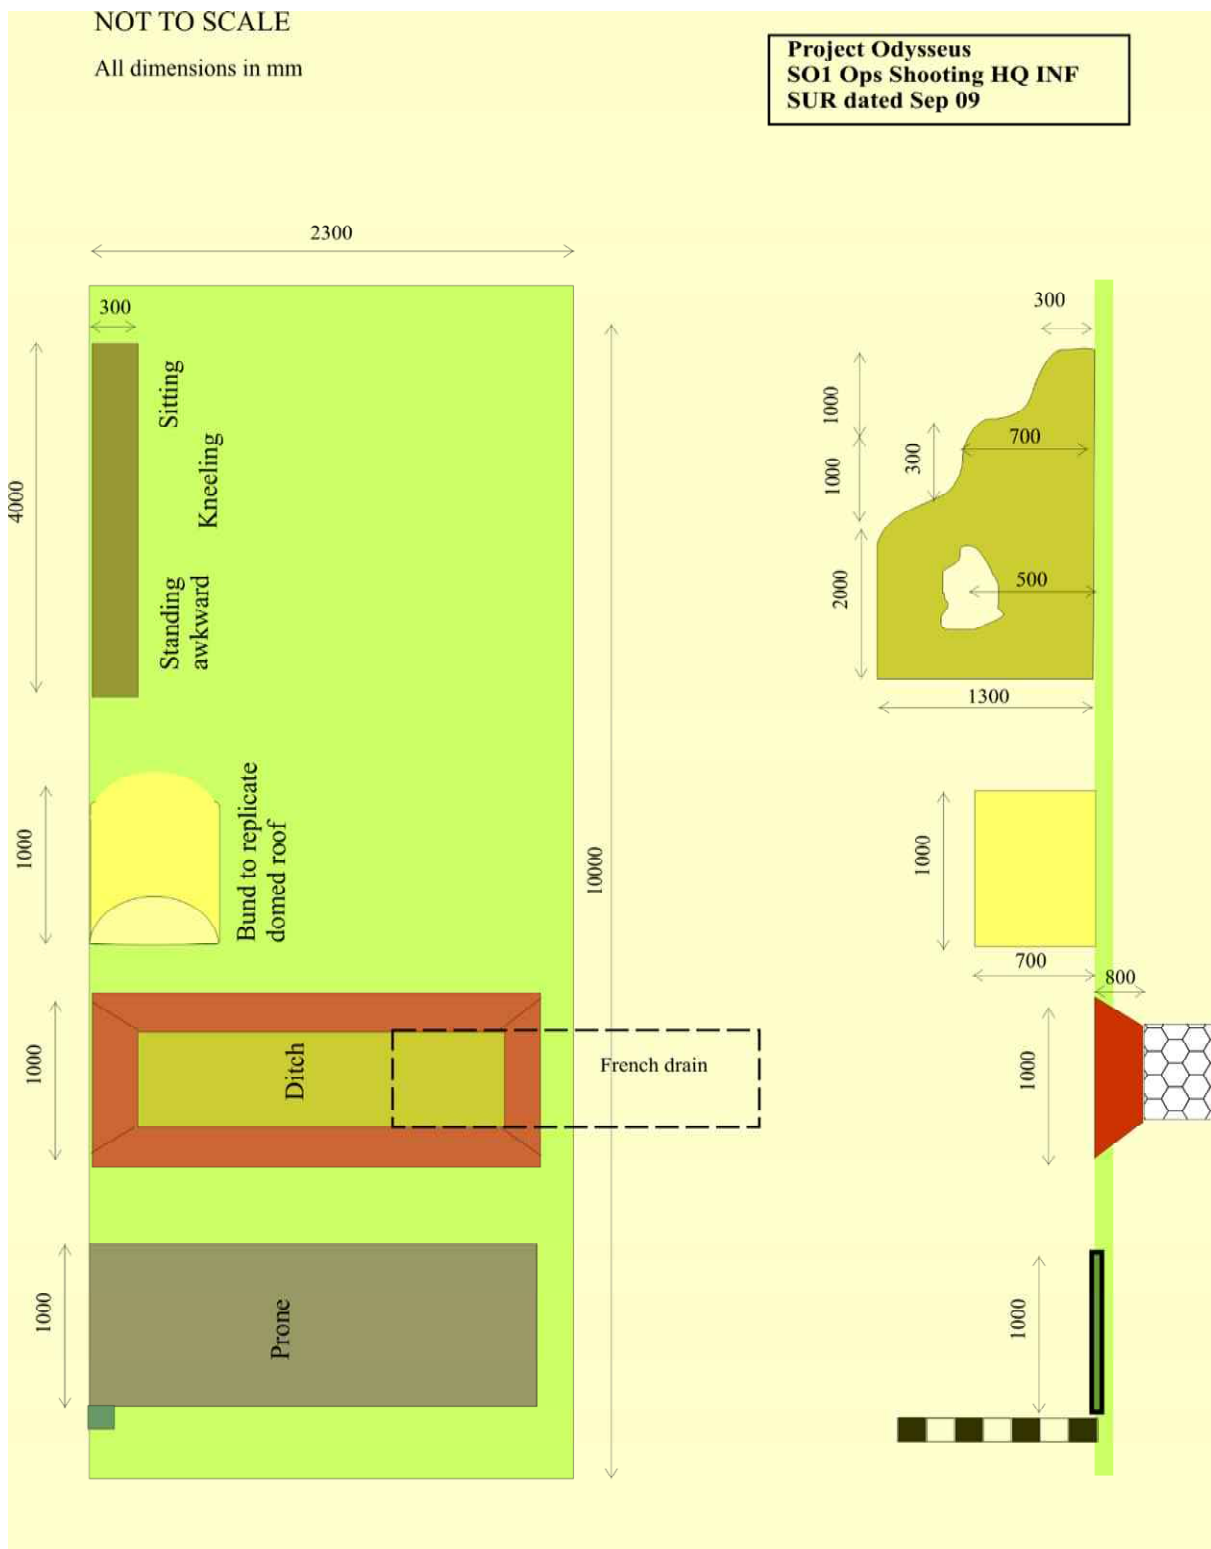 NOT TO SCALE
All dimensions in mm
Project Odysseus
SO1 Ops Shooting HQ INF
SUR dated Sep 09
2300
300
4000
Sitting
Kneeling
Standing
awkward
1000
Bund to replicate
domed roof
10000
1000
Ditch
French drain
1000
Prone
300
1000
1000
300
700
2000
500
1300
1000
700
800
1000
1000